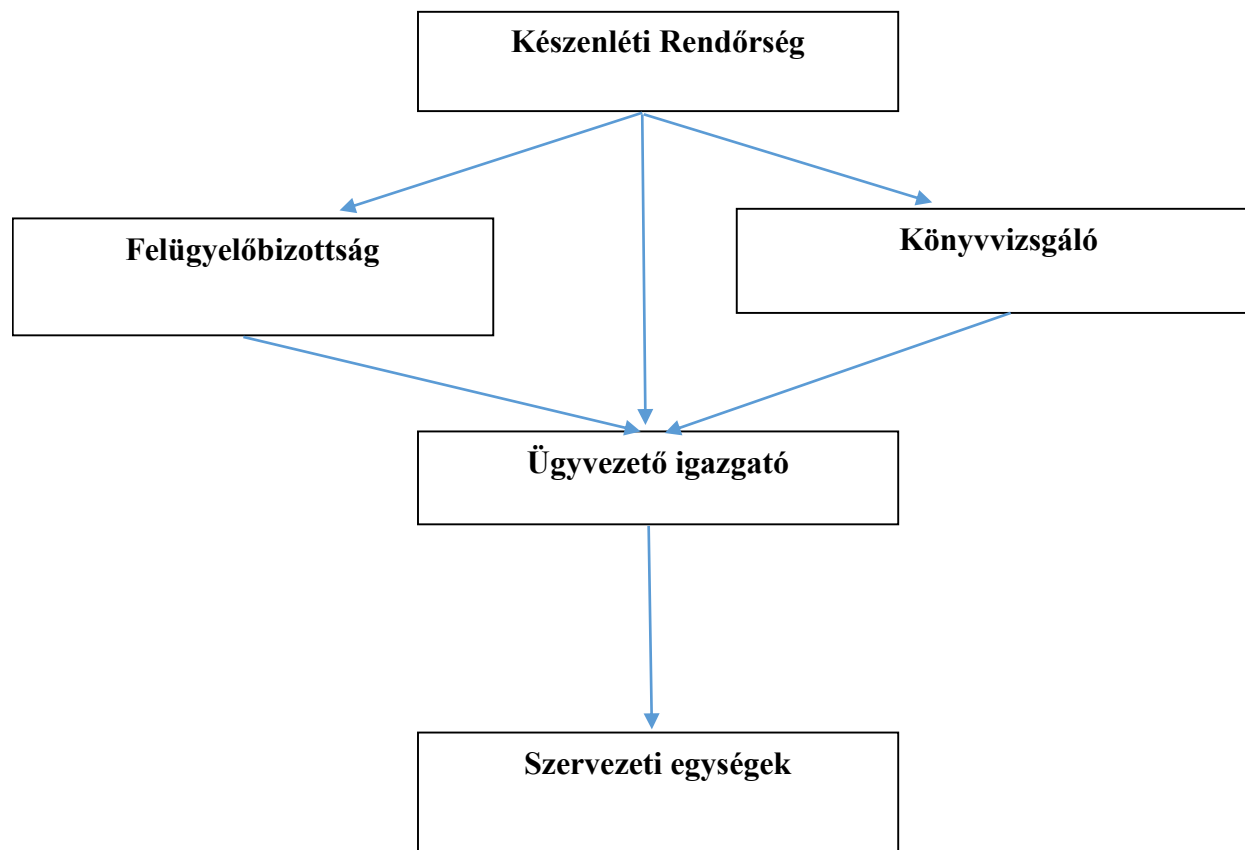 Készenléti Rendőrség
Felügyelőbizottság
Könyvvizsgáló
Ügyvezető igazgató
Szervezeti egységek